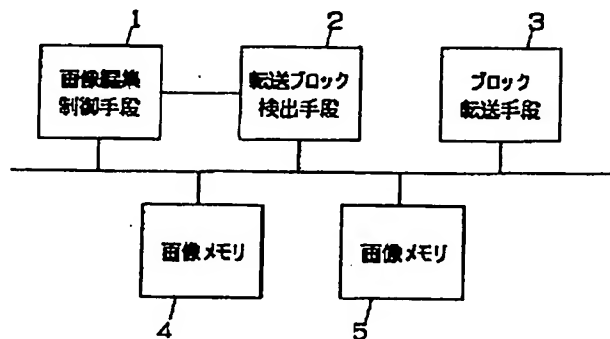 1
2
3
画像編集
制御手段
転送ブロック
検出手段
ブロック
転送手段
画像メモリ
画像メモリ
4
5